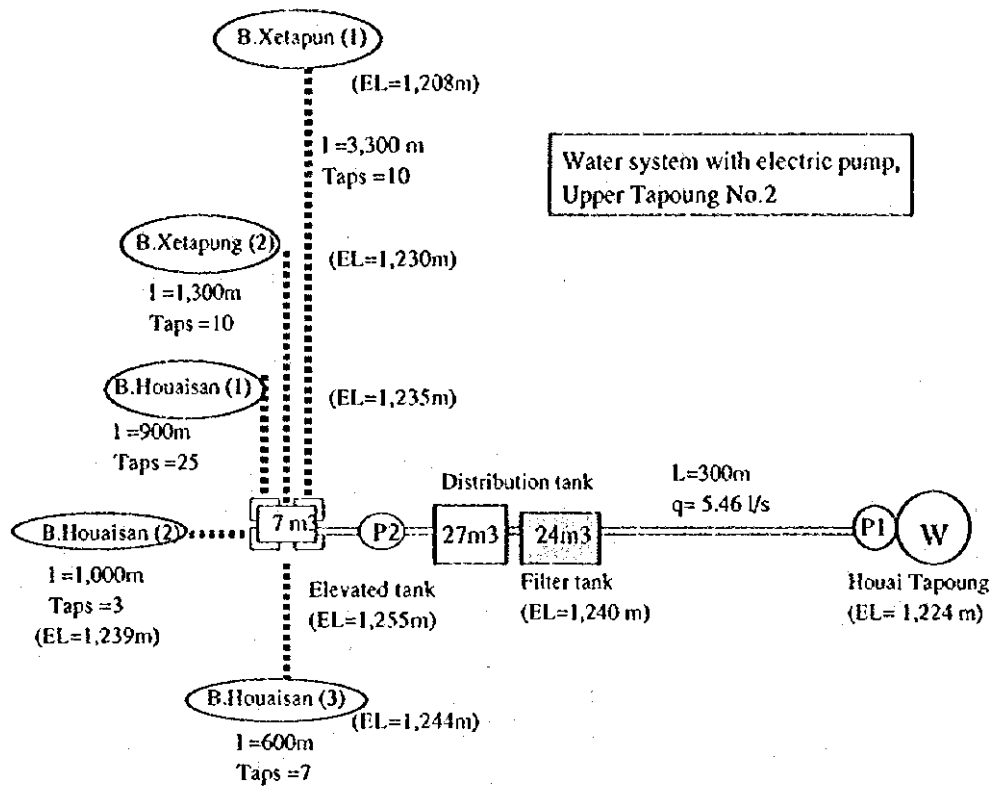 B.Xetapun (1)
(EL=1,208m)
l =3,300 m
Taps =10
Water system with electric pump,
Upper Tapoung No.2
B.Xetapung (2)
(EL=1,230m)
l =1,300m
Taps =10
B.Houaisan (1)
(EL=1,235m)
l =900m
Taps =25
Distribution tank
L=300m
q= 5.46 l/s
B.Houaisan (2)
7 m3
P2
27m3
24m3
P1
W
l =1,000m
Taps =3
(EL=1,239m)
Elevated tank
(EL=1,255m)
Filter tank
(EL=1,240 m)
Houai Tapoung
(EL= 1,224 m)
B.Houaisan (3)
(EL=1,244m)
l =600m
Taps =7